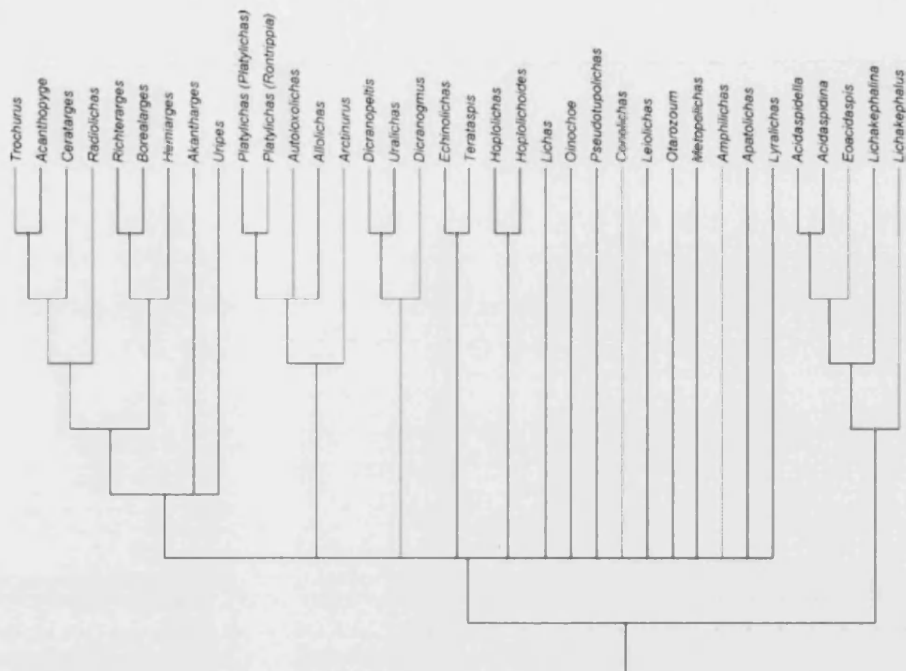 Trochurus
Acanthopyge
Ceratarges
Radiolichas
Richterarges
Borealarges
Hemiarges
Akantharges
Uripes
Platylichas (Platylichas)
Platylichas (Rontrippia)
Autoloxolichas
Allolichas
Arctinurus
Dicranopeltis
Uralichas
Dicranogmus
Echinolichas
Terataspis
Hoplolichas
Hoplolichoides
Lichas
Oinochoe
Pseudotupolichas
Conolichas
Leiolichas
Otarozoum
Metopolichas
Amphilichas
Apatolichas
Lyralichas
Acidaspidella
Acidaspidina
Eoacidaspis
Lichakephalina
Lichakephalus